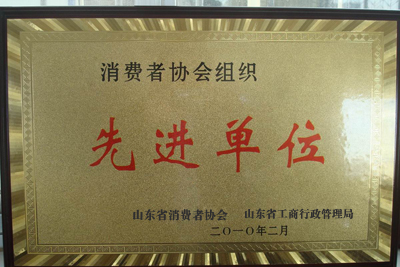 消费者协会组织
先进单位
山东省消费者协会 山东省工商行政管理局
二〇一〇年二月